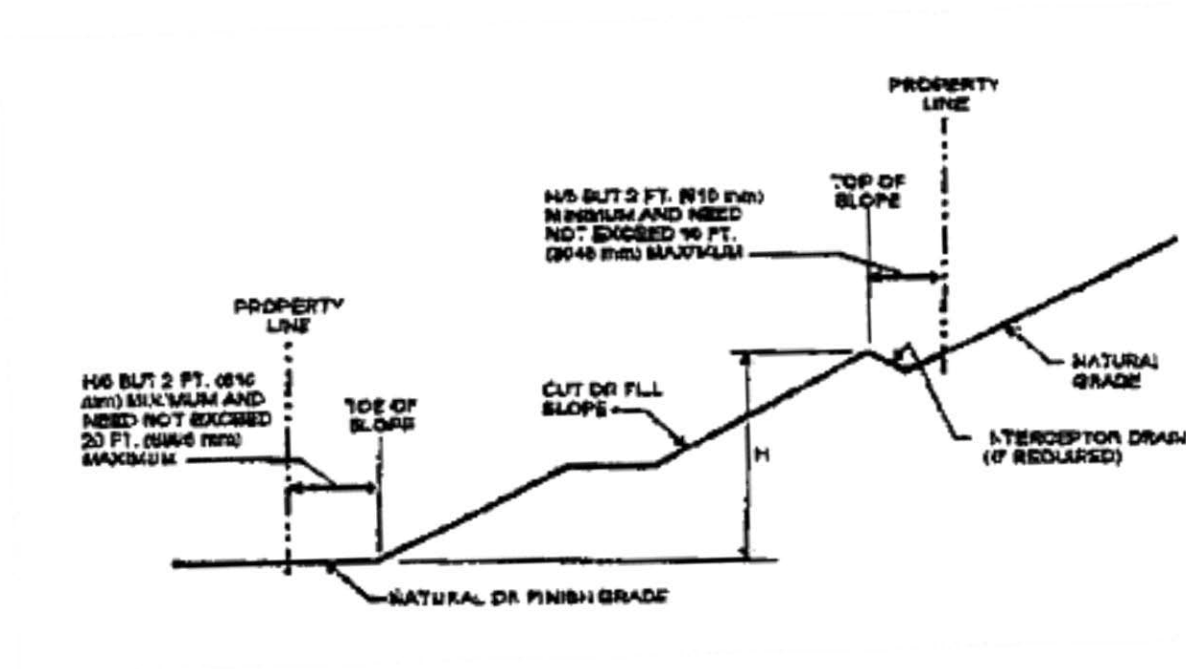 PROPERTY
LINE
TOP OF
SLOPE
H/5 BUT 2 FT. (610 mm)
MINIMUM AND NEED
NOT EXCEED 10 FT.
(3048 mm) MAXIMUM
PROPERTY
LINE
H/5 BUT 2 FT. (610
mm) MINIMUM AND
NEED NOT EXCEED
20 FT. (6096 mm)
MAXIMUM
TOE OF
SLOPE
CUT OR FILL
SLOPE
H
NATURAL
GRADE
INTERCEPTOR DRAIN
(IF REQUIRED)
NATURAL OR FINISH GRADE